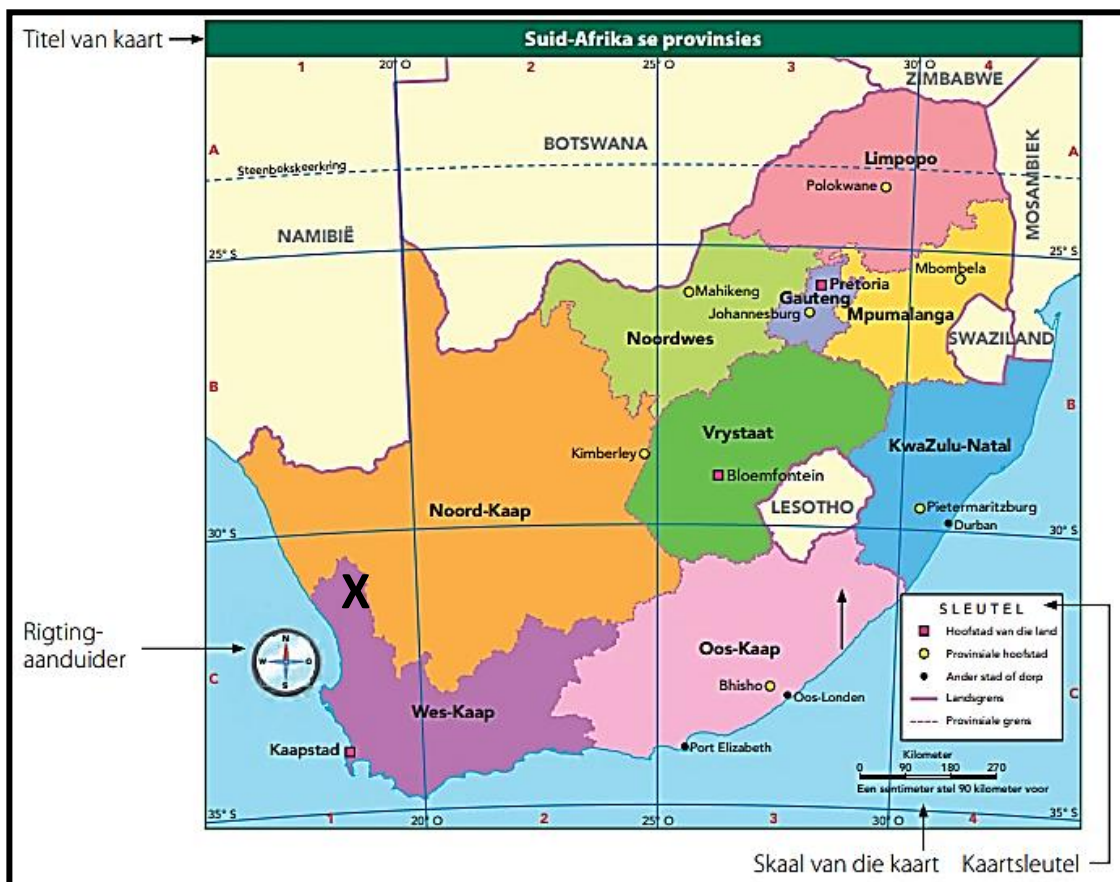 Titel van kaart
Suid-Afrika se provinsies
1 20° O 2 25° O 3 30° O 4
ZIMBABWE
BOTSWANA
MOSAMBIEK
A
A
Steenbokskeerkring
Limpopo
Polokwane
NAMIBIË
25° S
25° S
Mbombela
Mahikeng
Pretoria
Gauteng
Johannesburg
Mpumalanga
Noordwes
SWAZILAND
B
B
Vrystaat
KwaZulu-Natal
Kimberley
Bloemfontein
Noord-Kaap
LESOTHO
Pietermaritzburg
Durban
30° S
30° S
X
SLEUTEL
Hoofstad van die land
Provinsiale hoofstad
Ander stad of dorp
Landsgrens
Provinsiale grens
Rigting-
aanduider
N
W O
S
Oos-Kaap
C
C
Bhisho
Oos-Londen
Wes-Kaap
Kaapstad
Port Elizabeth
Kilometer
0 90 180 270
Een sentimeter stel 90 kilometer voor
35° S
35° S
1 20° O 2 25° O 3 30° O 4
Skaal van die kaart
Kaartsleutel